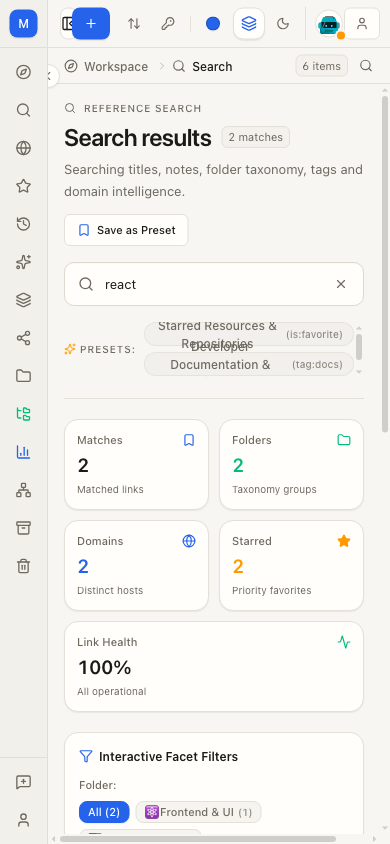 M
Workspace
Search
6 items
REFERENCE SEARCH
Search results
2 matches
Searching titles, notes, folder taxonomy, tags and
domain intelligence.
Save as Preset
react
PRESETS:
Starred Resources &
Repositories
(is:favorite)
Developer
Documentation &
(tag:docs)
Matches
2
Matched links
Folders
2
Taxonomy groups
Domains
2
Distinct hosts
Starred
2
Priority favorites
Link Health
100%
All operational
Interactive Facet Filters
Folder:
All (2)
Frontend & UI (1)